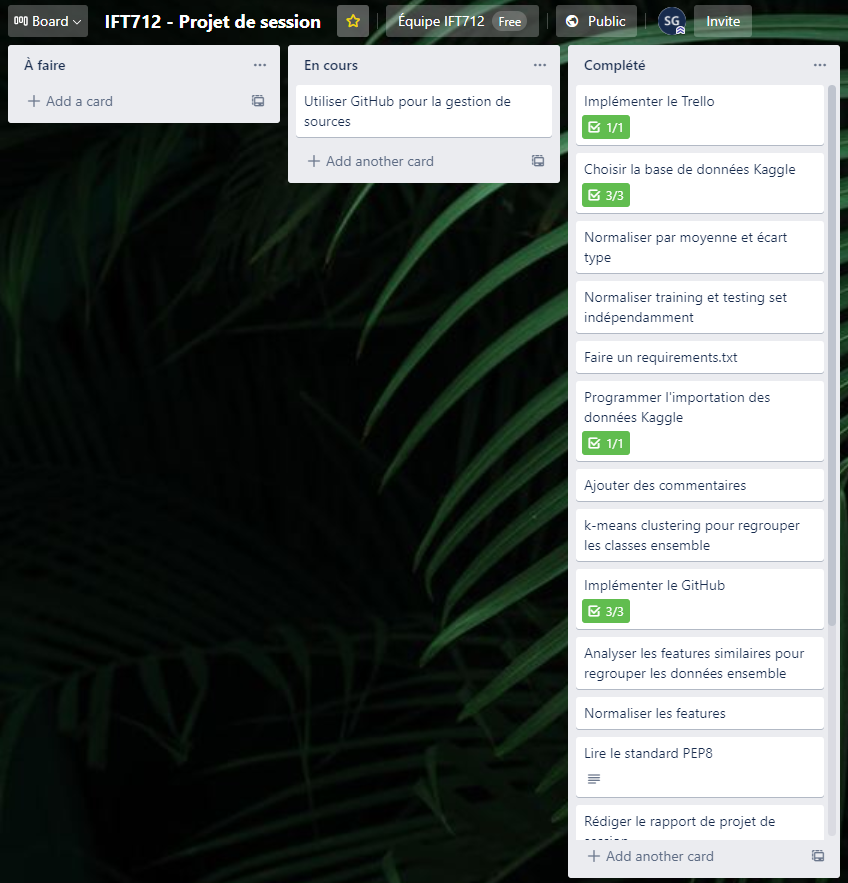 Board
IFT712 - Projet de session
Équipe IFT712 Free
Public
SG
Invite
À faire
Add a card
En cours
Utiliser GitHub pour la gestion de
sources
Add another card
Complété
Implémenter le Trello
1/1
Choisir la base de données Kaggle
3/3
Normaliser par moyenne et écart
type
Normaliser training et testing set
indépendamment
Faire un requirements.txt
Programmer l'importation des
données Kaggle
1/1
Ajouter des commentaires
k-means clustering pour regrouper
les classes ensemble
Implémenter le GitHub
3/3
Analyser les features similaires pour
regrouper les données ensemble
Normaliser les features
Lire le standard PEP8
Rédiger le rapport de projet de
session
Add another card